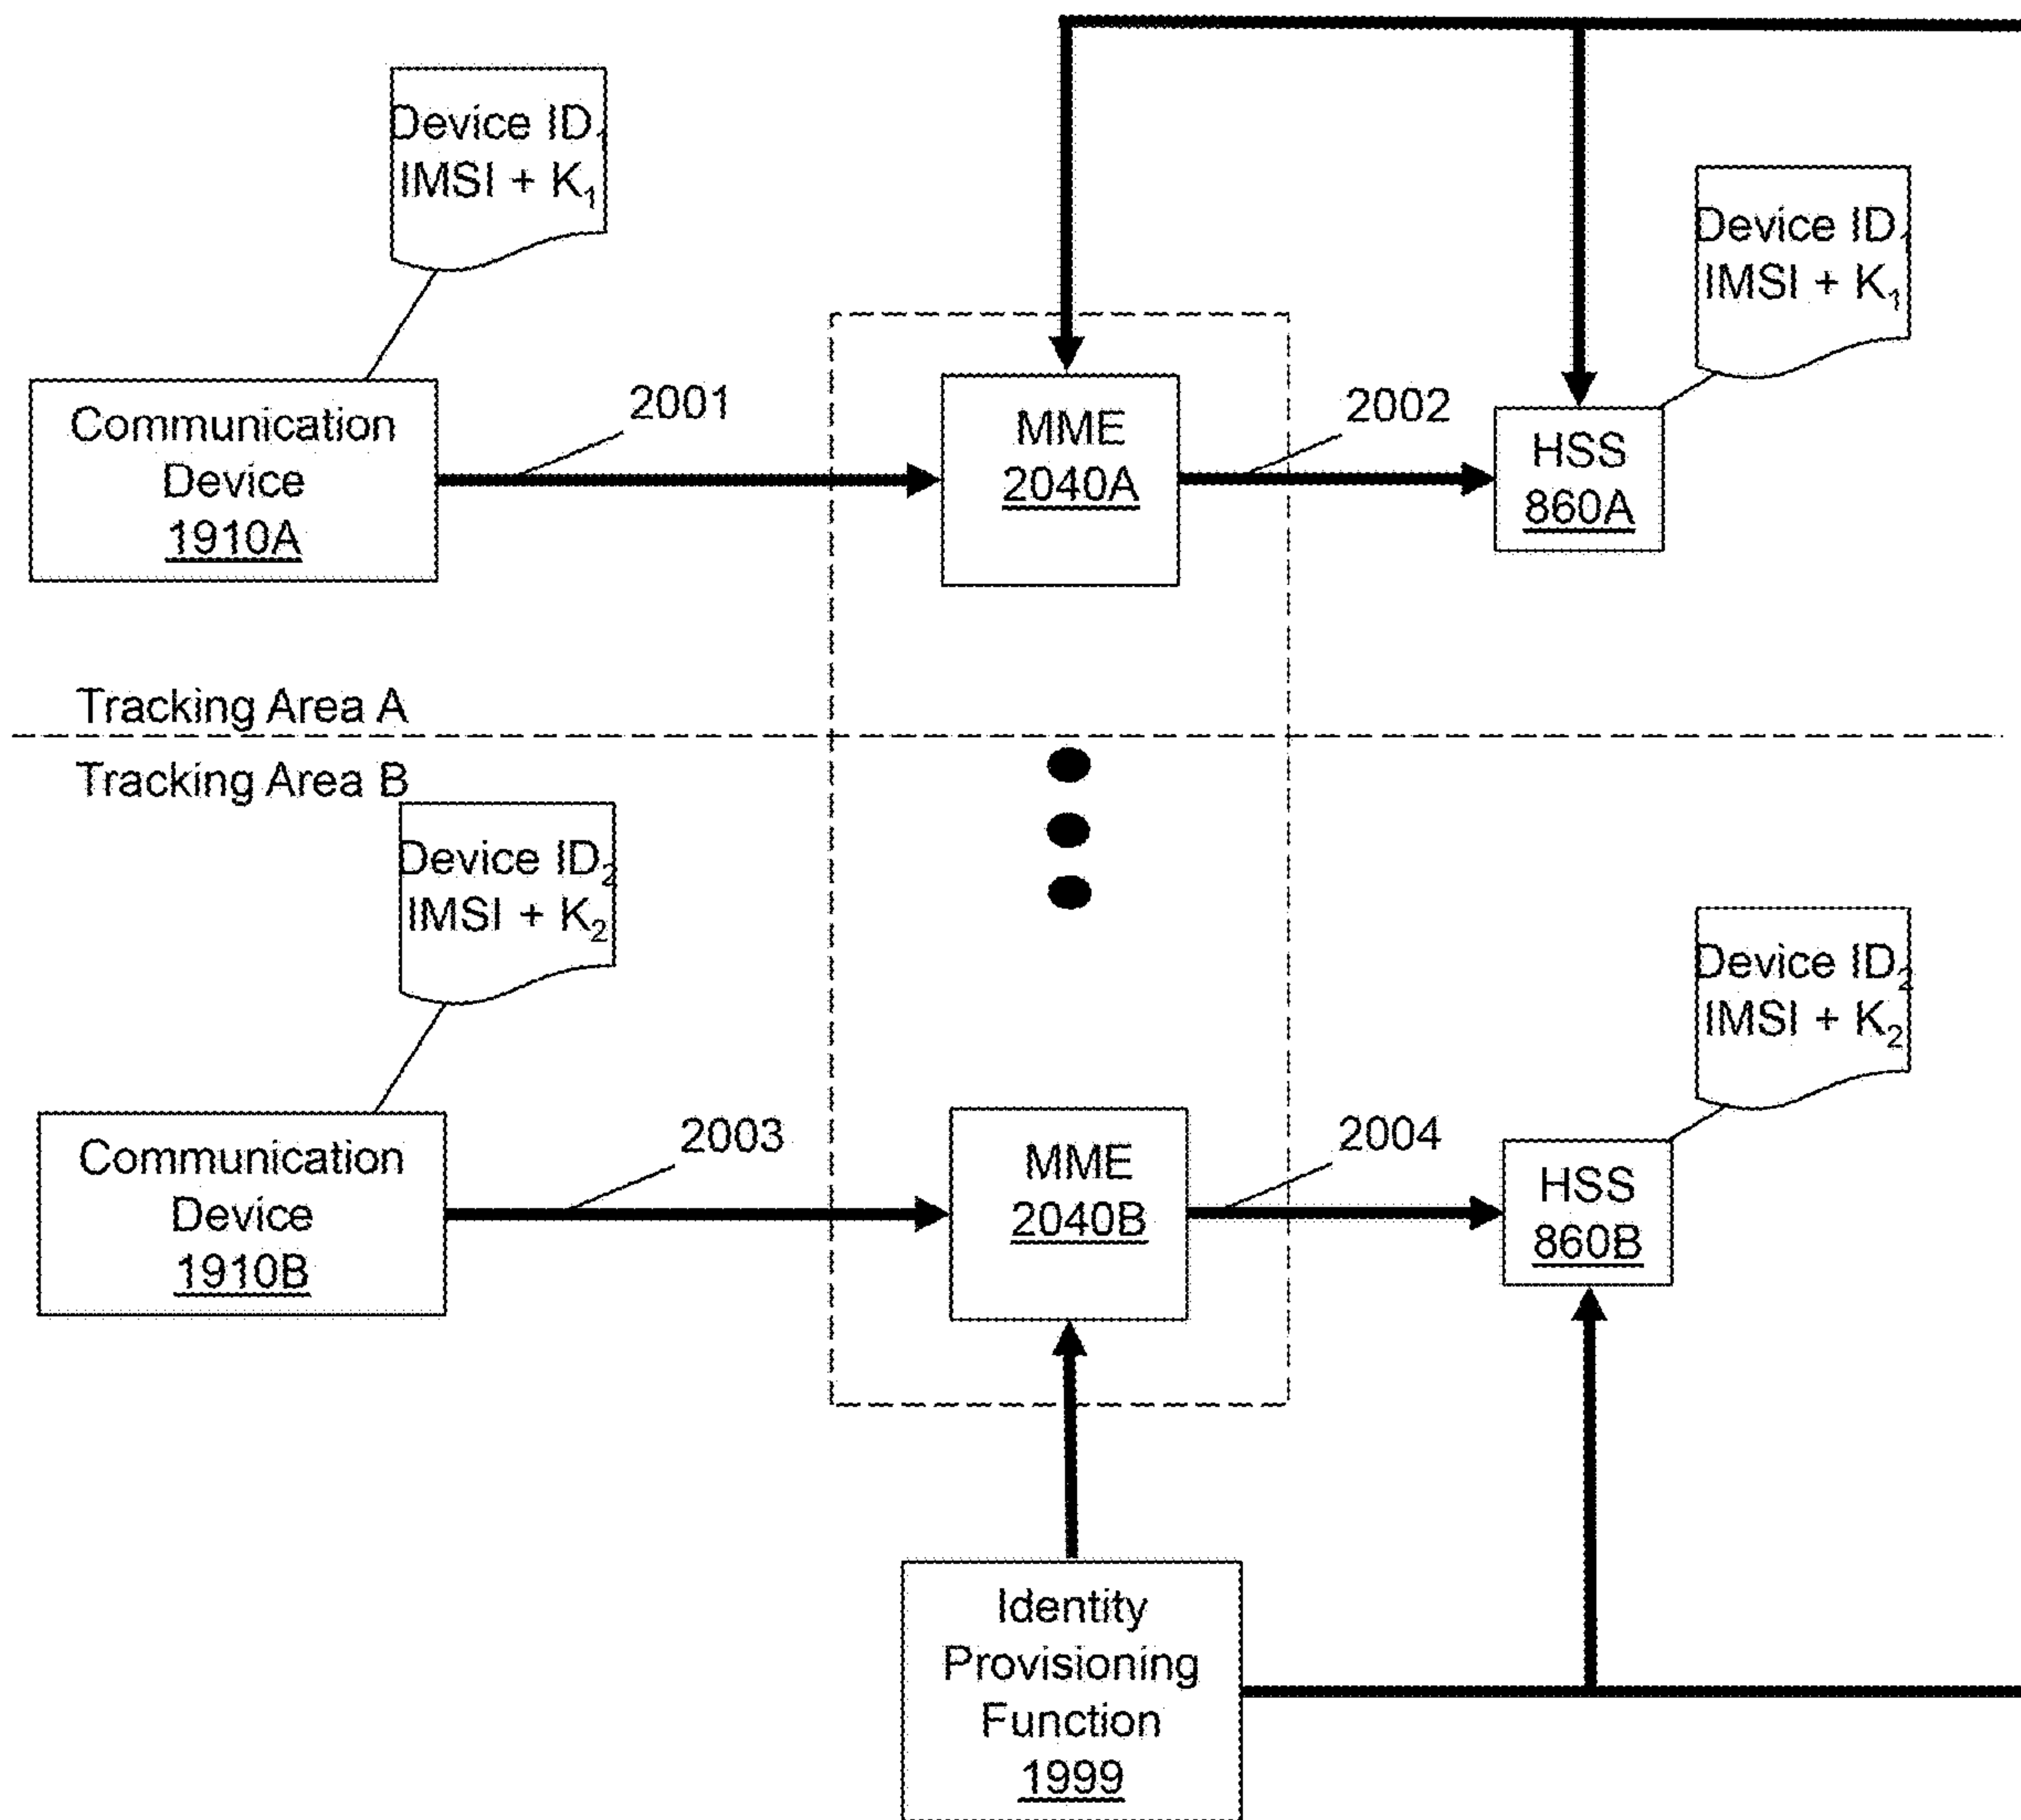 Device ID₁
IMSI + K₁
Device ID₁
IMSI + K₁
Communication
Device
1910A
2001
MME
2040A
2002
HSS
860A
Tracking Area A
Tracking Area B
Device ID₂
IMSI + K₂
Device ID₂
IMSI + K₂
Communication
Device
1910B
2003
MME
2040B
2004
HSS
860B
Identity
Provisioning
Function
1999